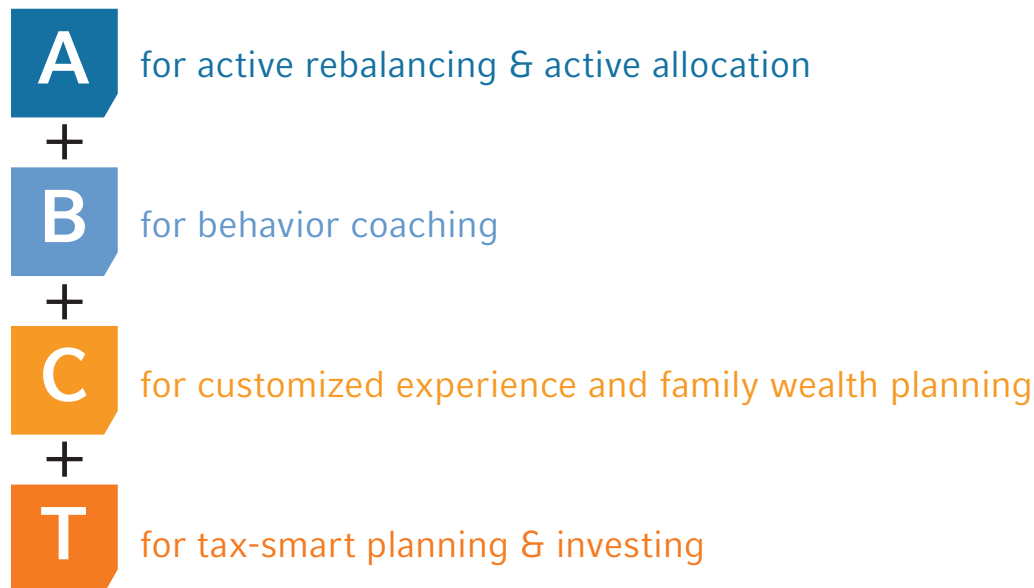 A for active rebalancing & active allocation
+
B for behavior coaching
+
C for customized experience and family wealth planning
+
T for tax-smart planning & investing